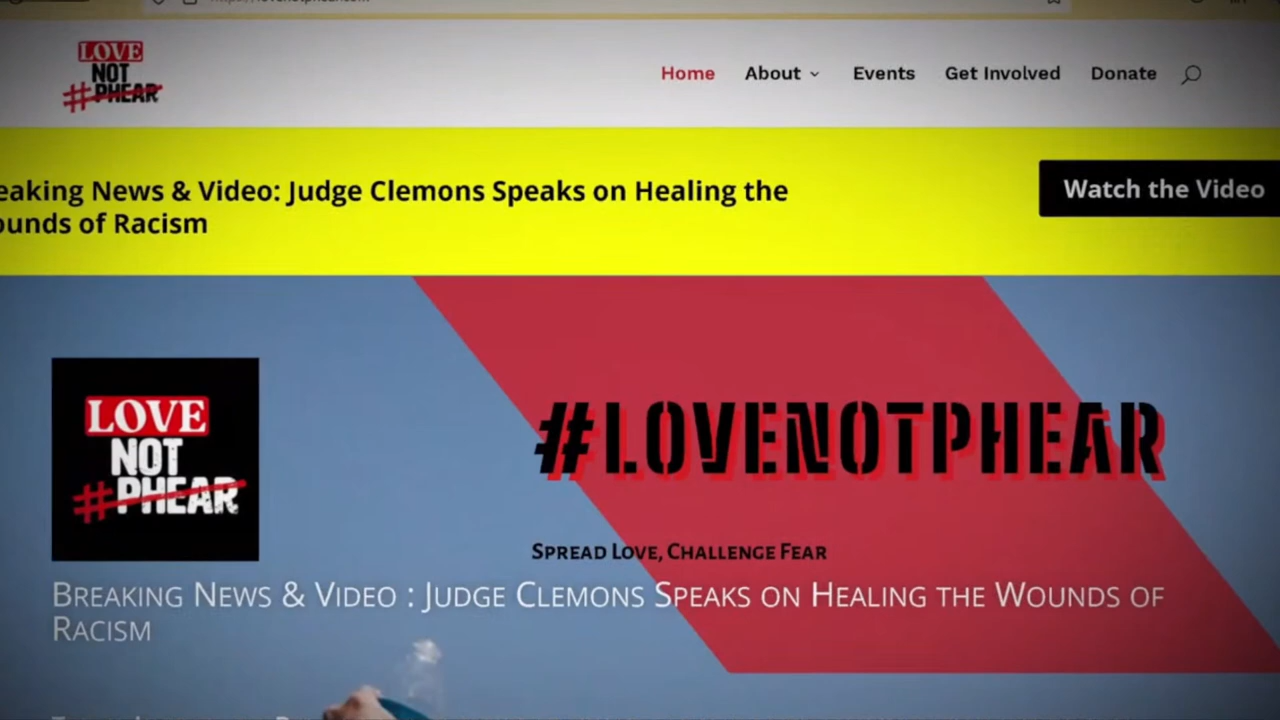 LOVE
NOT
#PHEAR
Home About Events Get Involved Donate
eaking News & Video: Judge Clemons Speaks on Healing the
ounds of Racism
Watch the Video
LOVE
NOT
#PHEAR
#LOVENOTPHEAR
Spread Love, Challenge Fear
Breaking News & Video : Judge Clemons Speaks on Healing the Wounds of
Racism